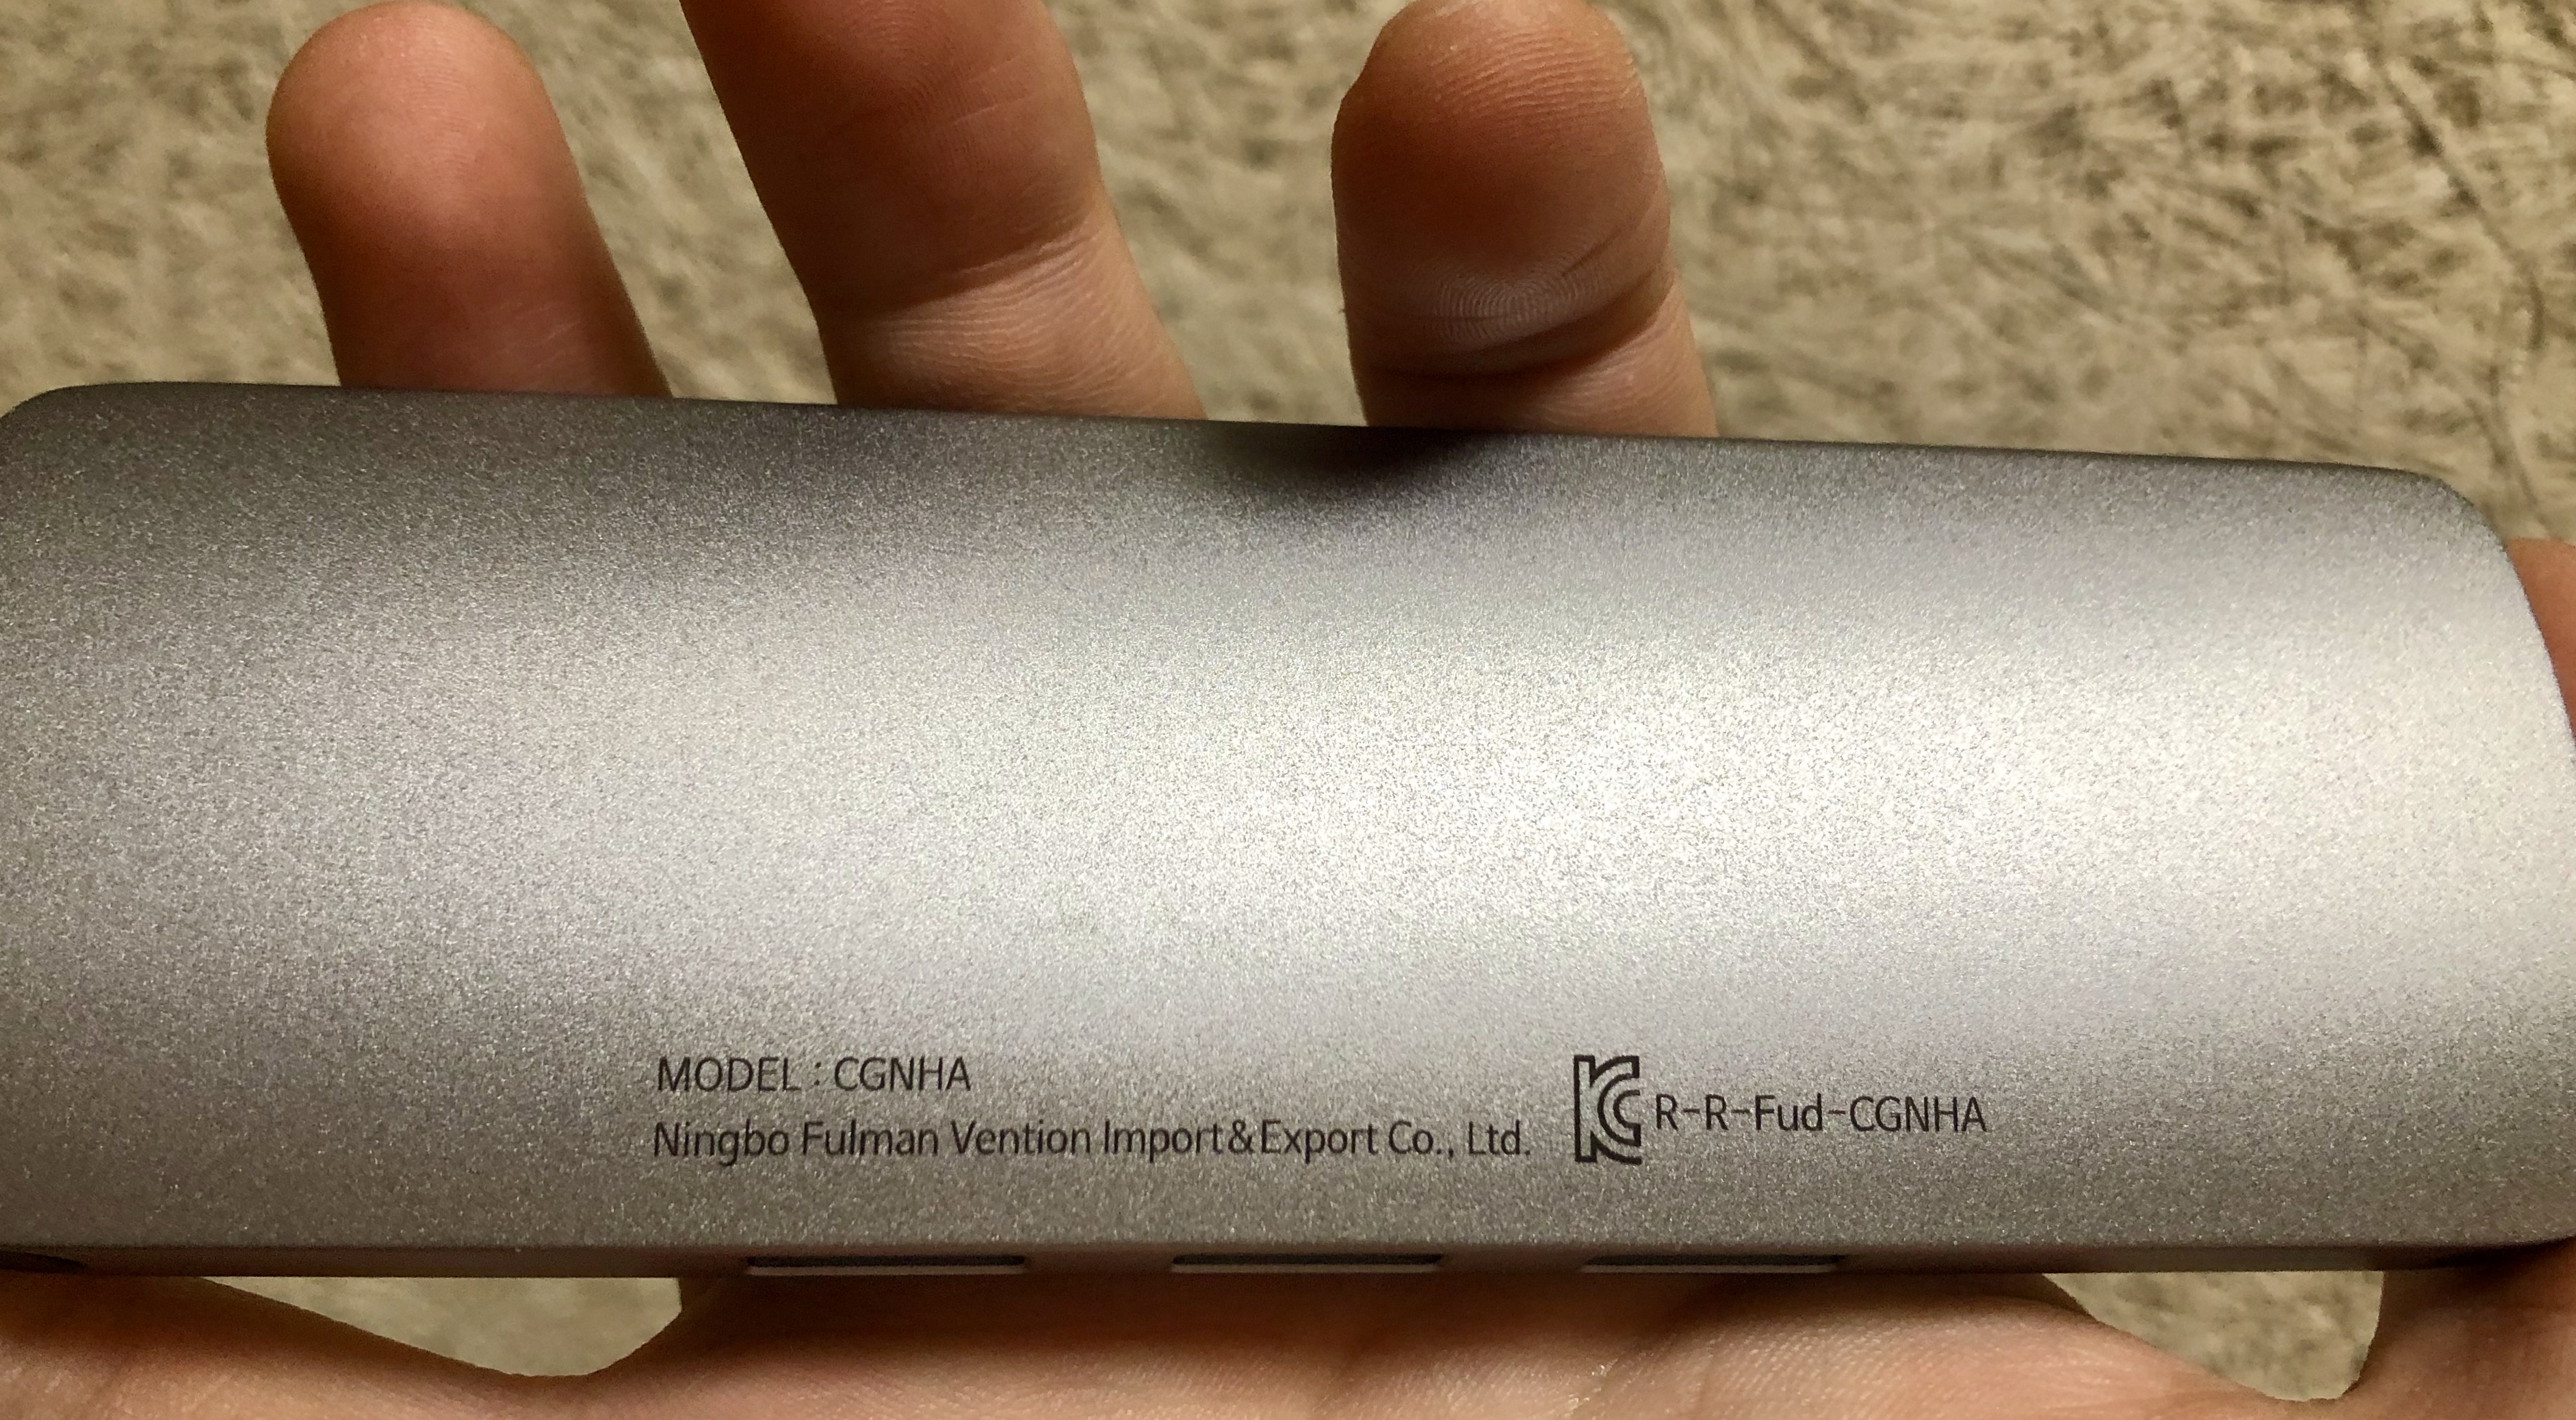 MODEL : CGNHA
Ningbo Fulman Vention Import&Export Co., Ltd.
KC R-R-Fud-CGNHA